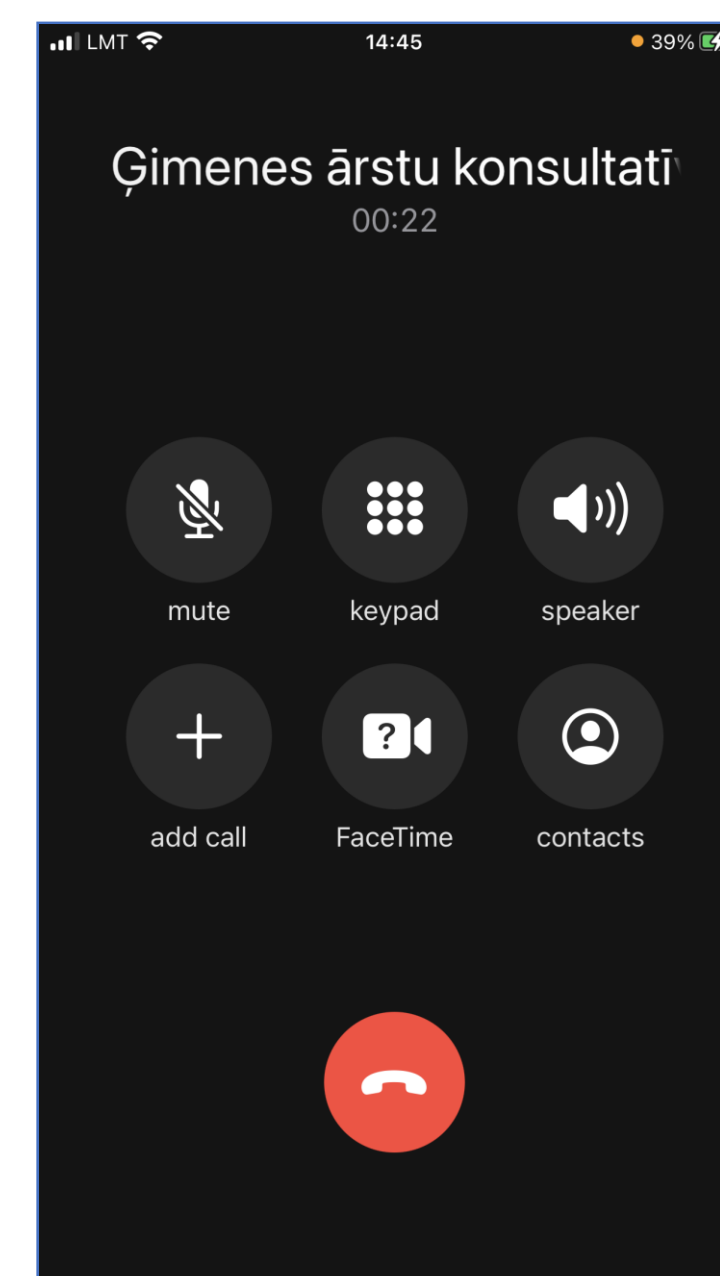 LMT 14:45 39%
Ģimenes ārstu konsultatī
00:22
mute keypad speaker
?
add call FaceTime contacts